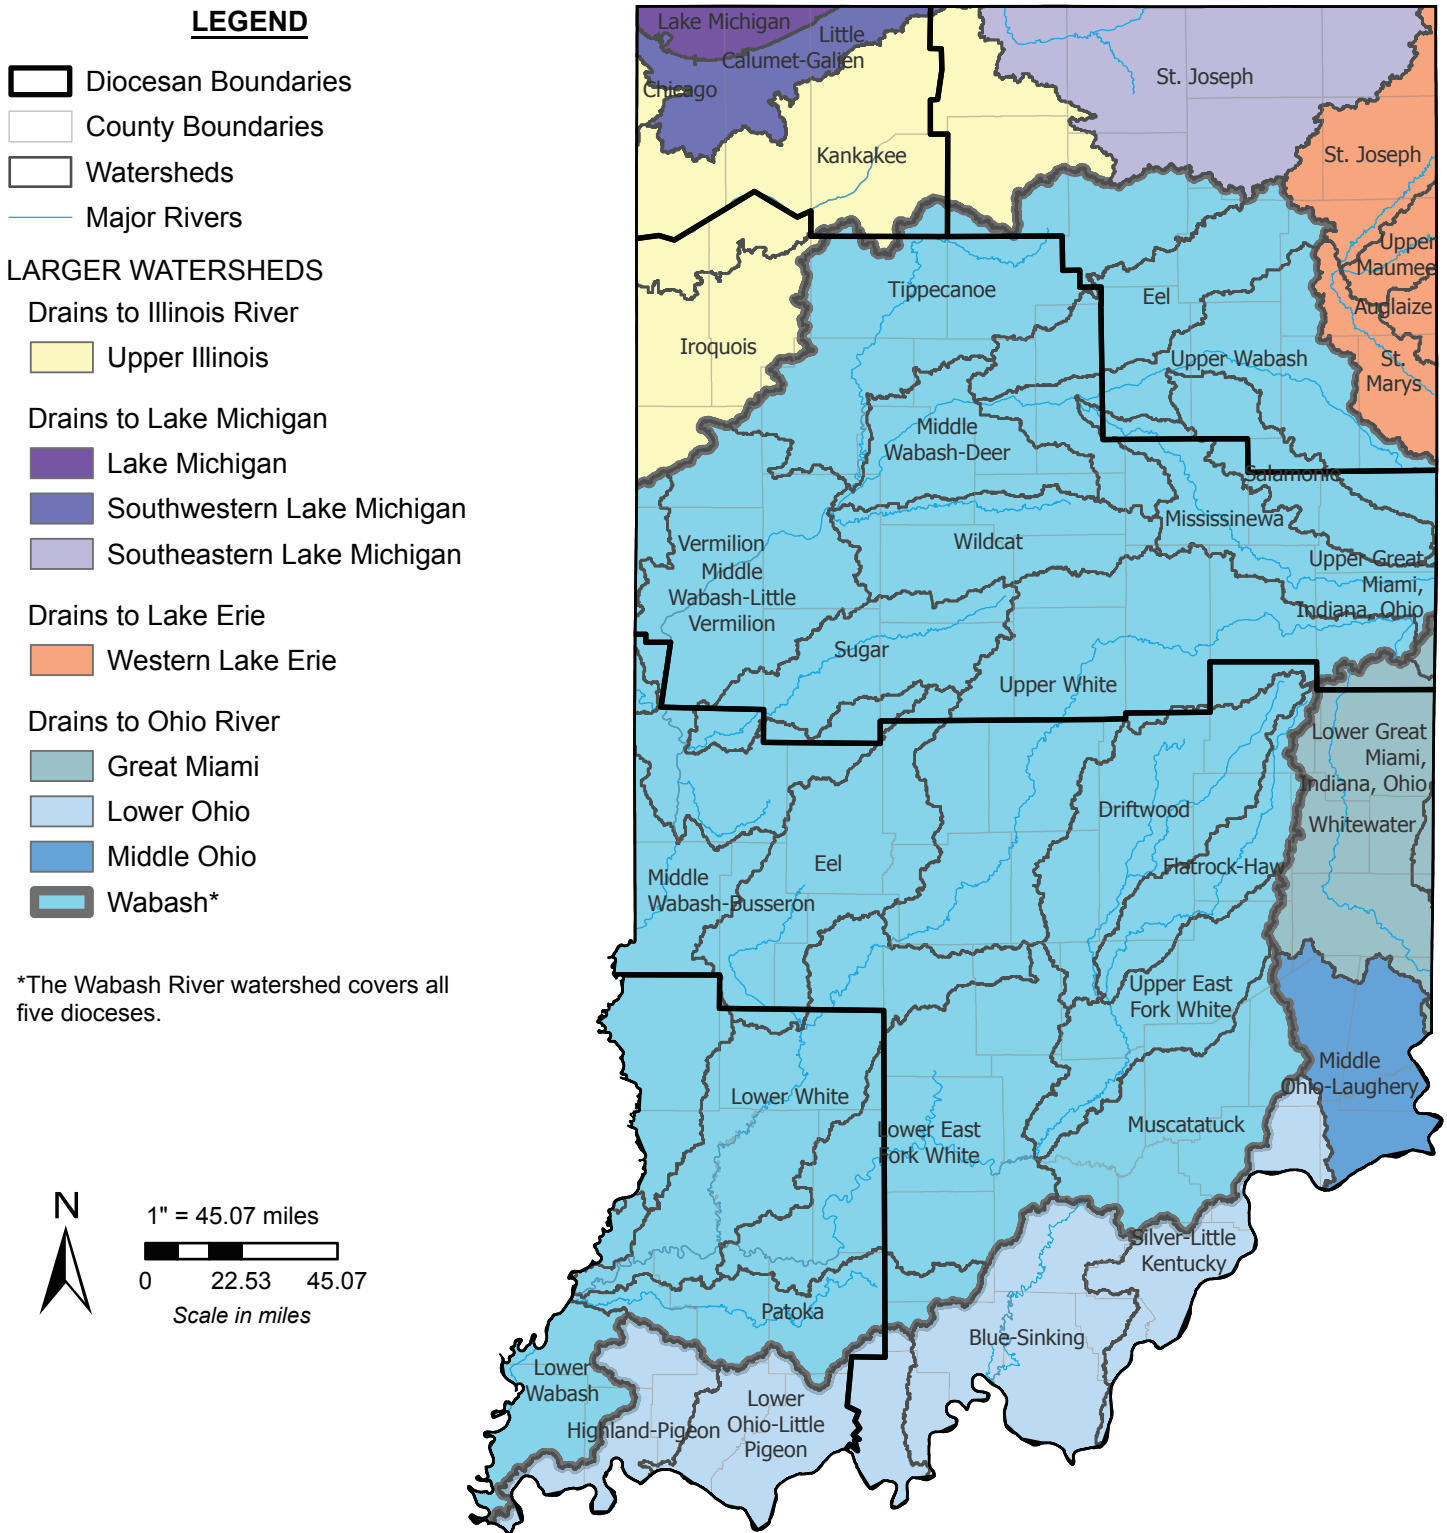 LEGEND
Diocesan Boundaries
County Boundaries
Watersheds
Major Rivers
LARGER WATERSHEDS
Drains to Illinois River
Upper Illinois
Drains to Lake Michigan
Lake Michigan
Southwestern Lake Michigan
Southeastern Lake Michigan
Drains to Lake Erie
Western Lake Erie
Drains to Ohio River
Great Miami
Lower Ohio
Middle Ohio
Wabash*
*The Wabash River watershed covers all
five dioceses.
N
1" = 45.07 miles
0 22.53 45.07
Scale in miles
Lake Michigan
Little
Calumet-Galien
Chicago
St. Joseph
Kankakee
St. Joseph
Upper
Maumee
Tippecanoe
Eel
Auglaize
Iroquois
Upper Wabash
St.
Marys
Middle
Wabash-Deer
Salamonie
Mississinewa
Wildcat
Vermilion
Middle
Wabash-Little
Vermilion
Upper Great
Miami,
Indiana, Ohio
Sugar
Upper White
Lower Great
Miami,
Indiana, Ohio
Driftwood
Whitewater
Flatrock-Haw
Eel
Middle
Wabash-Busseron
Upper East
Fork White
Middle
Ohio-Laughery
Lower White
Lower East
Fork White
Muscatatuck
Silver-Little
Kentucky
Patoka
Blue-Sinking
Lower
Wabash
Highland-Pigeon
Lower
Ohio-Little
Pigeon